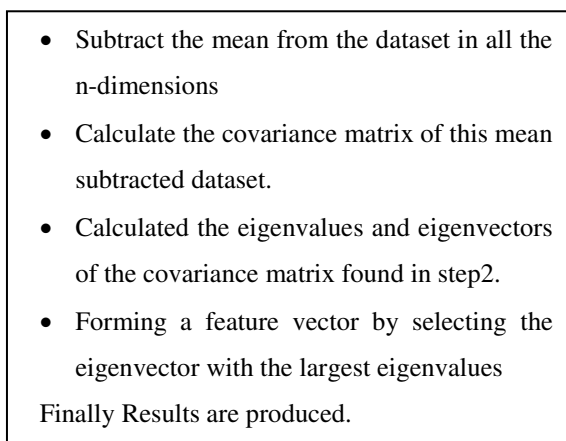 • Subtract the mean from the dataset in all the
n-dimensions
• Calculate the covariance matrix of this mean
subtracted dataset.
• Calculated the eigenvalues and eigenvectors
of the covariance matrix found in step2.
• Forming a feature vector by selecting the
eigenvector with the largest eigenvalues
Finally Results are produced.